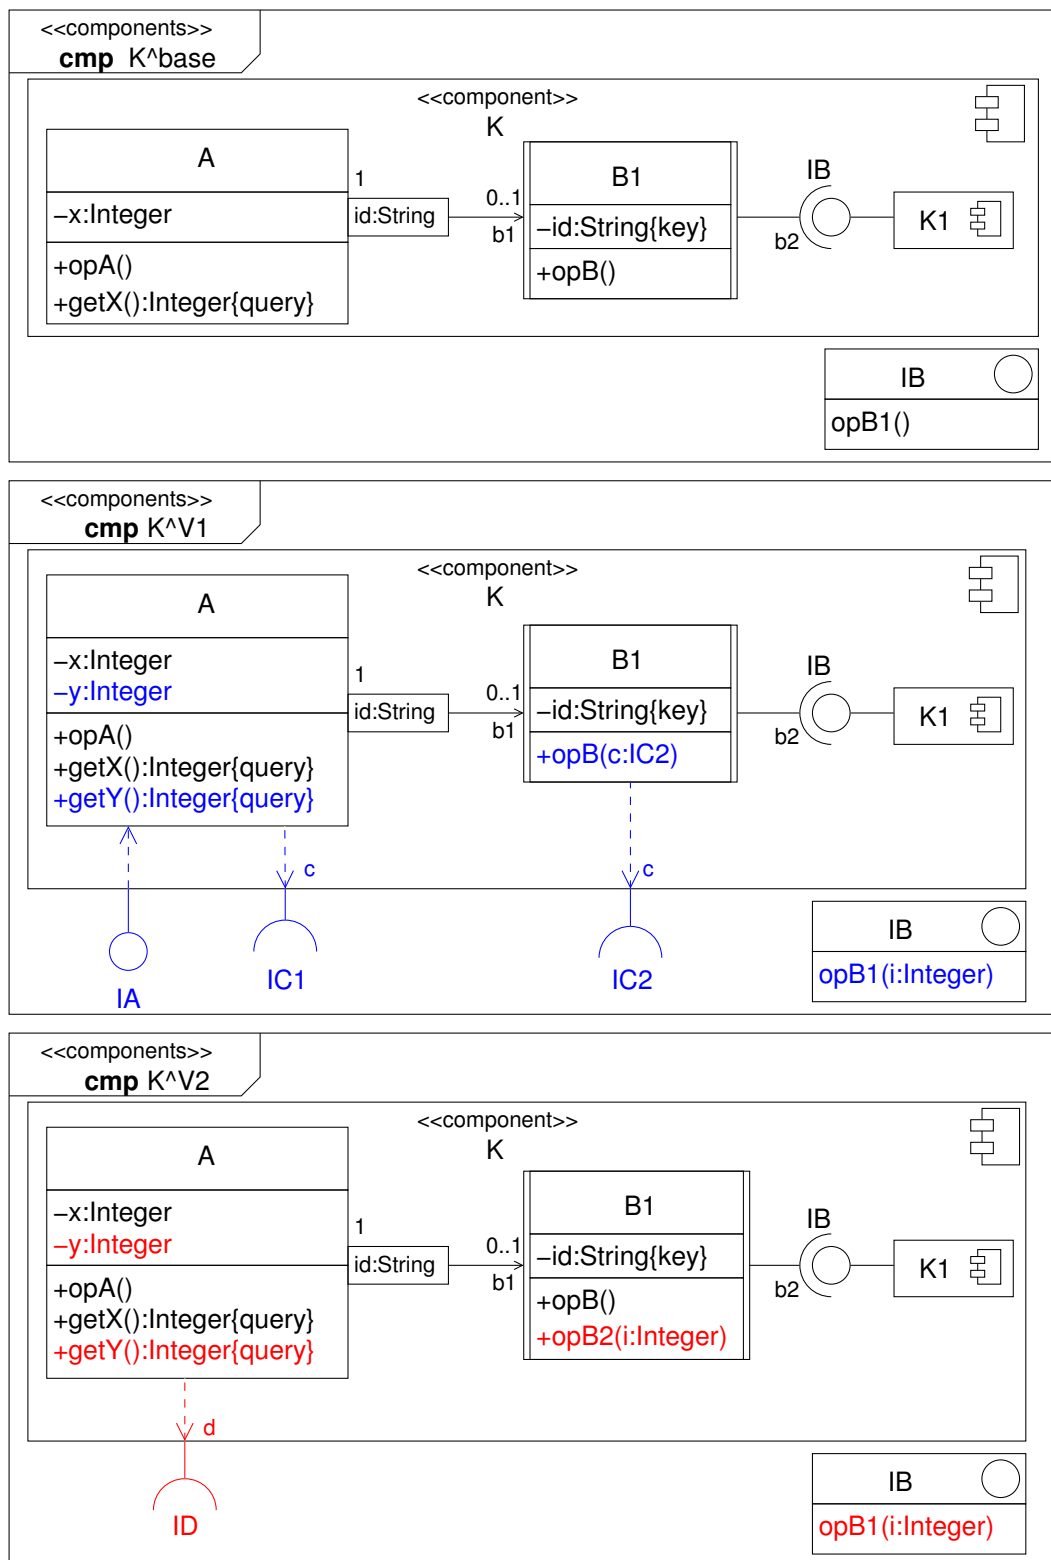 <<components>>
cmp K^base
<<component>>
K
A
–x:Integer
+opA()
+getX():Integer{query}
1
id:String
0..1
b1
B1
–id:String{key}
+opB()
IB
b2
K1
IB
opB1()
<<components>>
cmp K^V1
<<component>>
K
A
–x:Integer
–y:Integer
+opA()
+getX():Integer{query}
+getY():Integer{query}
1
id:String
0..1
b1
B1
–id:String{key}
+opB(c:IC2)
IB
b2
K1
c
c
IA
IC1
IC2
IB
opB1(i:Integer)
<<components>>
cmp K^V2
<<component>>
K
A
–x:Integer
–y:Integer
+opA()
+getX():Integer{query}
+getY():Integer{query}
1
id:String
0..1
b1
B1
–id:String{key}
+opB()
+opB2(i:Integer)
IB
b2
K1
d
ID
IB
opB1(i:Integer)